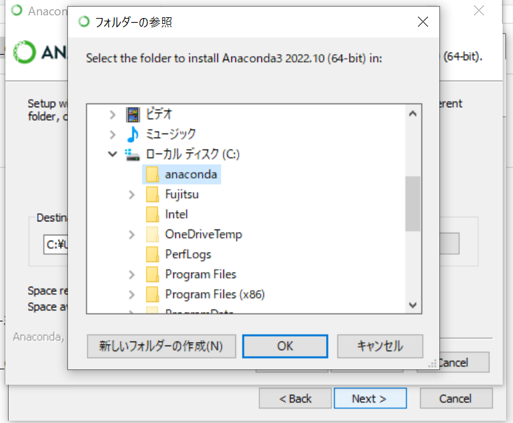 Anacon
フォルダーの参照
Select the folder to install Anaconda3 2022.10 (64-bit) in:
(64-bit).
Setup w
erent
folder, c
ビデオ
ミュージック
ローカル ディスク (C:)
anaconda
Fujitsu
Intel
OneDriveTemp
PerfLogs
Program Files
Program Files (x86)
ProgramData
Destina
C:¥U
Space re
Space av
Anaconda,
新しいフォルダーの作成(N)
OK
キャンセル
Cancel
< Back
Next >
Cancel